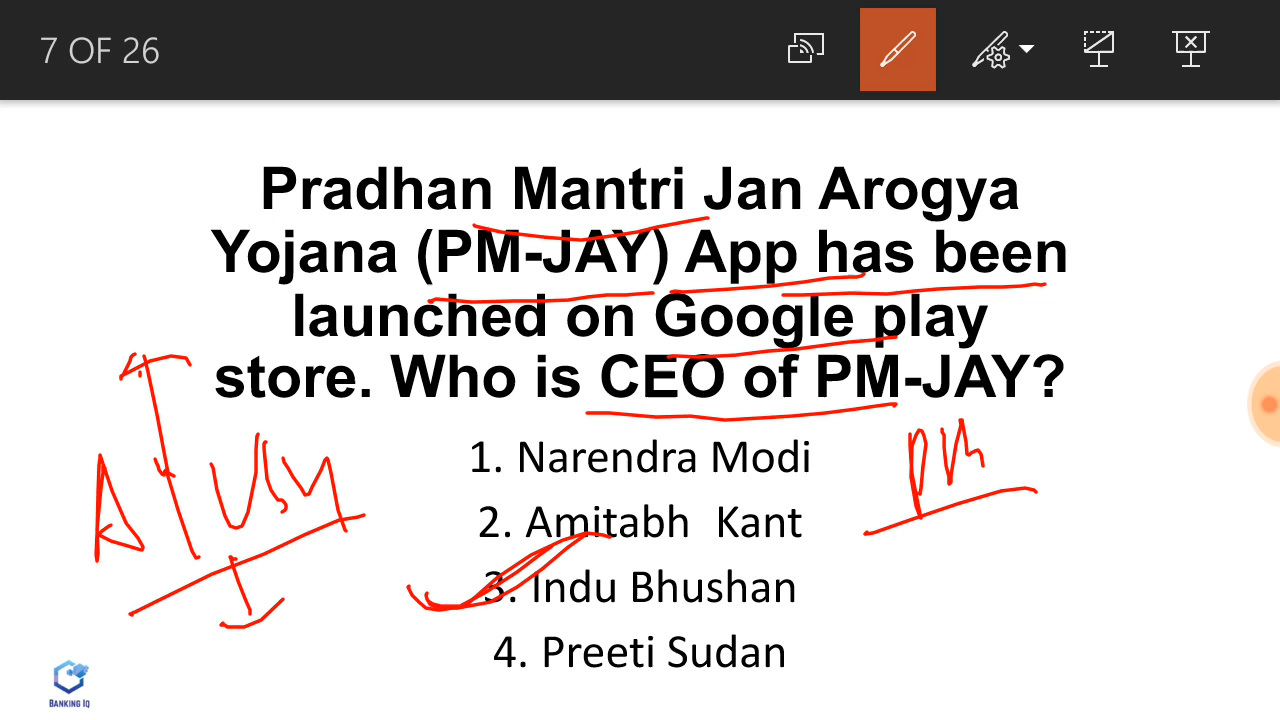 7 OF 26
Pradhan Mantri Jan Arogya
Yojana (PM-JAY) App has been
launched on Google play
store. Who is CEO of PM-JAY?
1. Narendra Modi
PM
2. Amitabh Kant
3. Indu Bhushan
4. Preeti Sudan
BANKING IQ